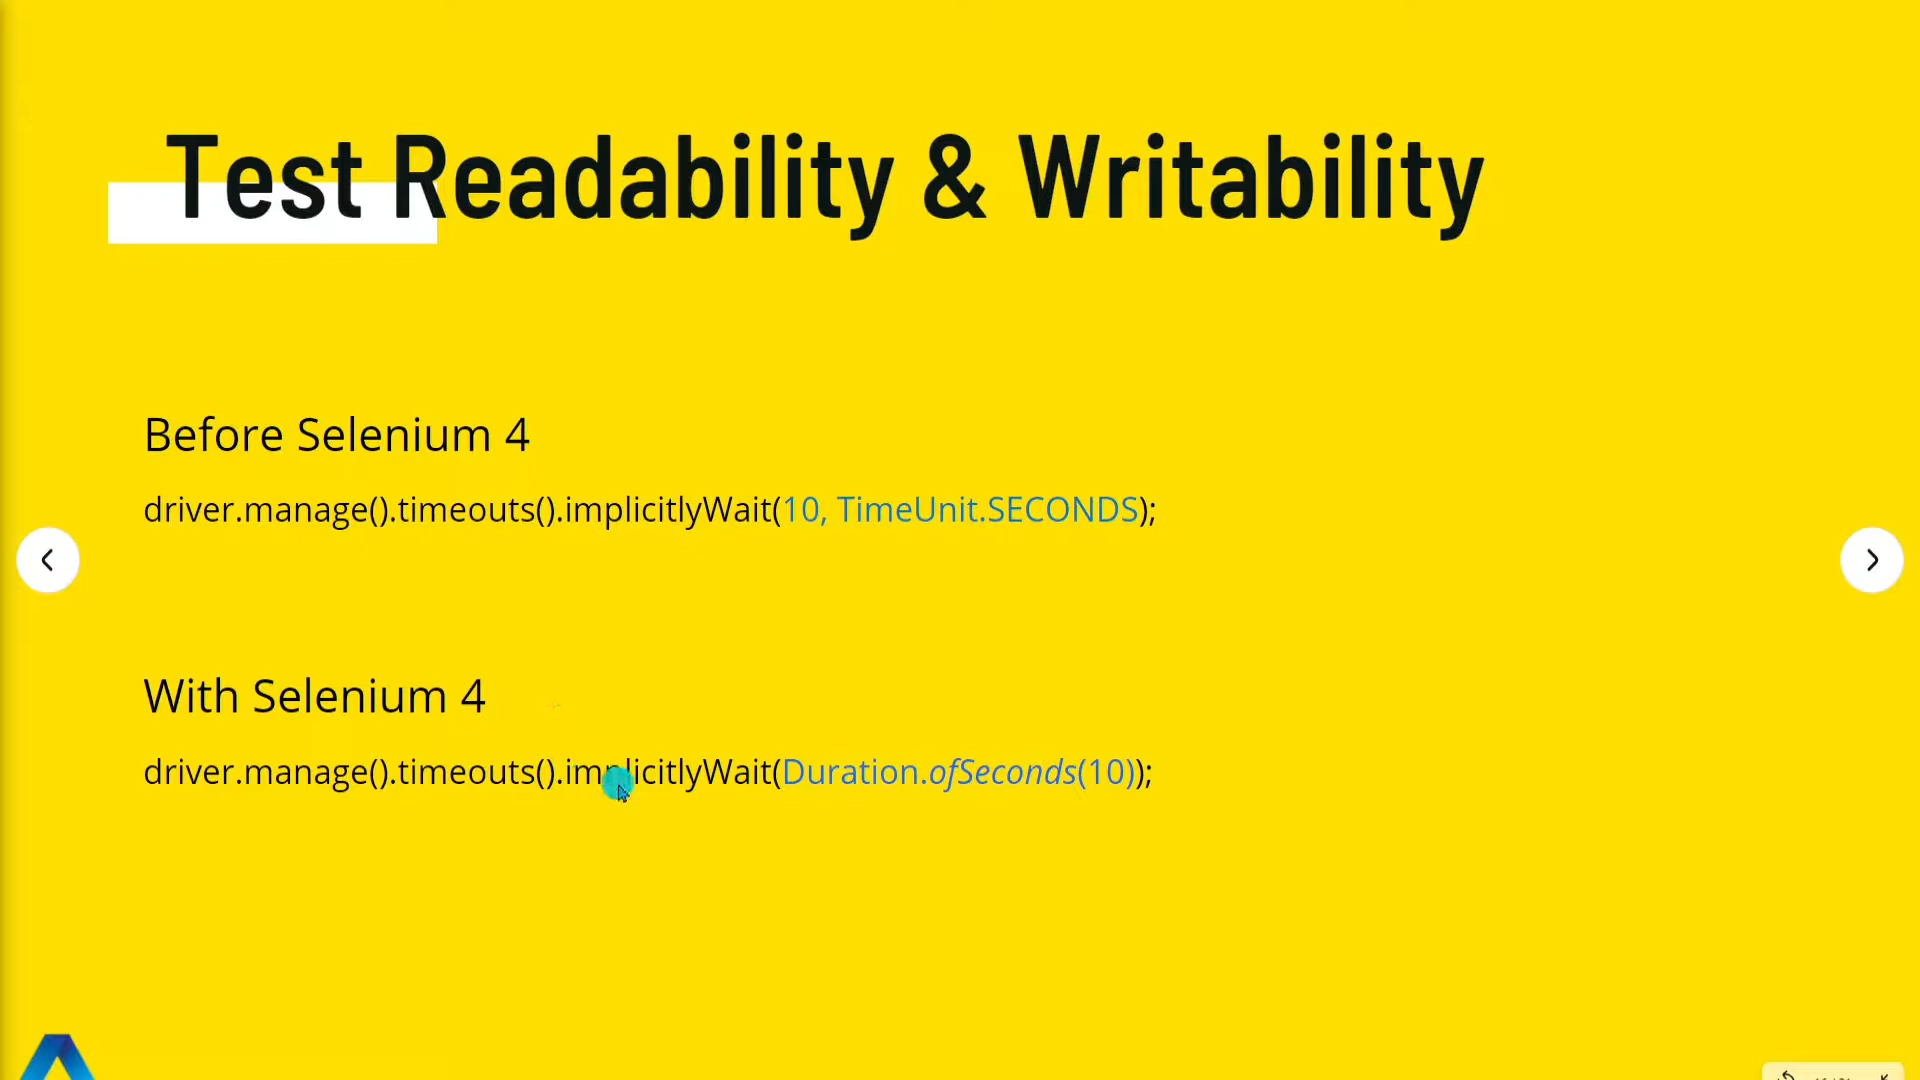 Test Readability & Writability
Before Selenium 4
driver.manage().timeouts().implicitlyWait(10, TimeUnit.SECONDS);
With Selenium 4
driver.manage().timeouts().implicitlyWait(Duration.ofSeconds(10));